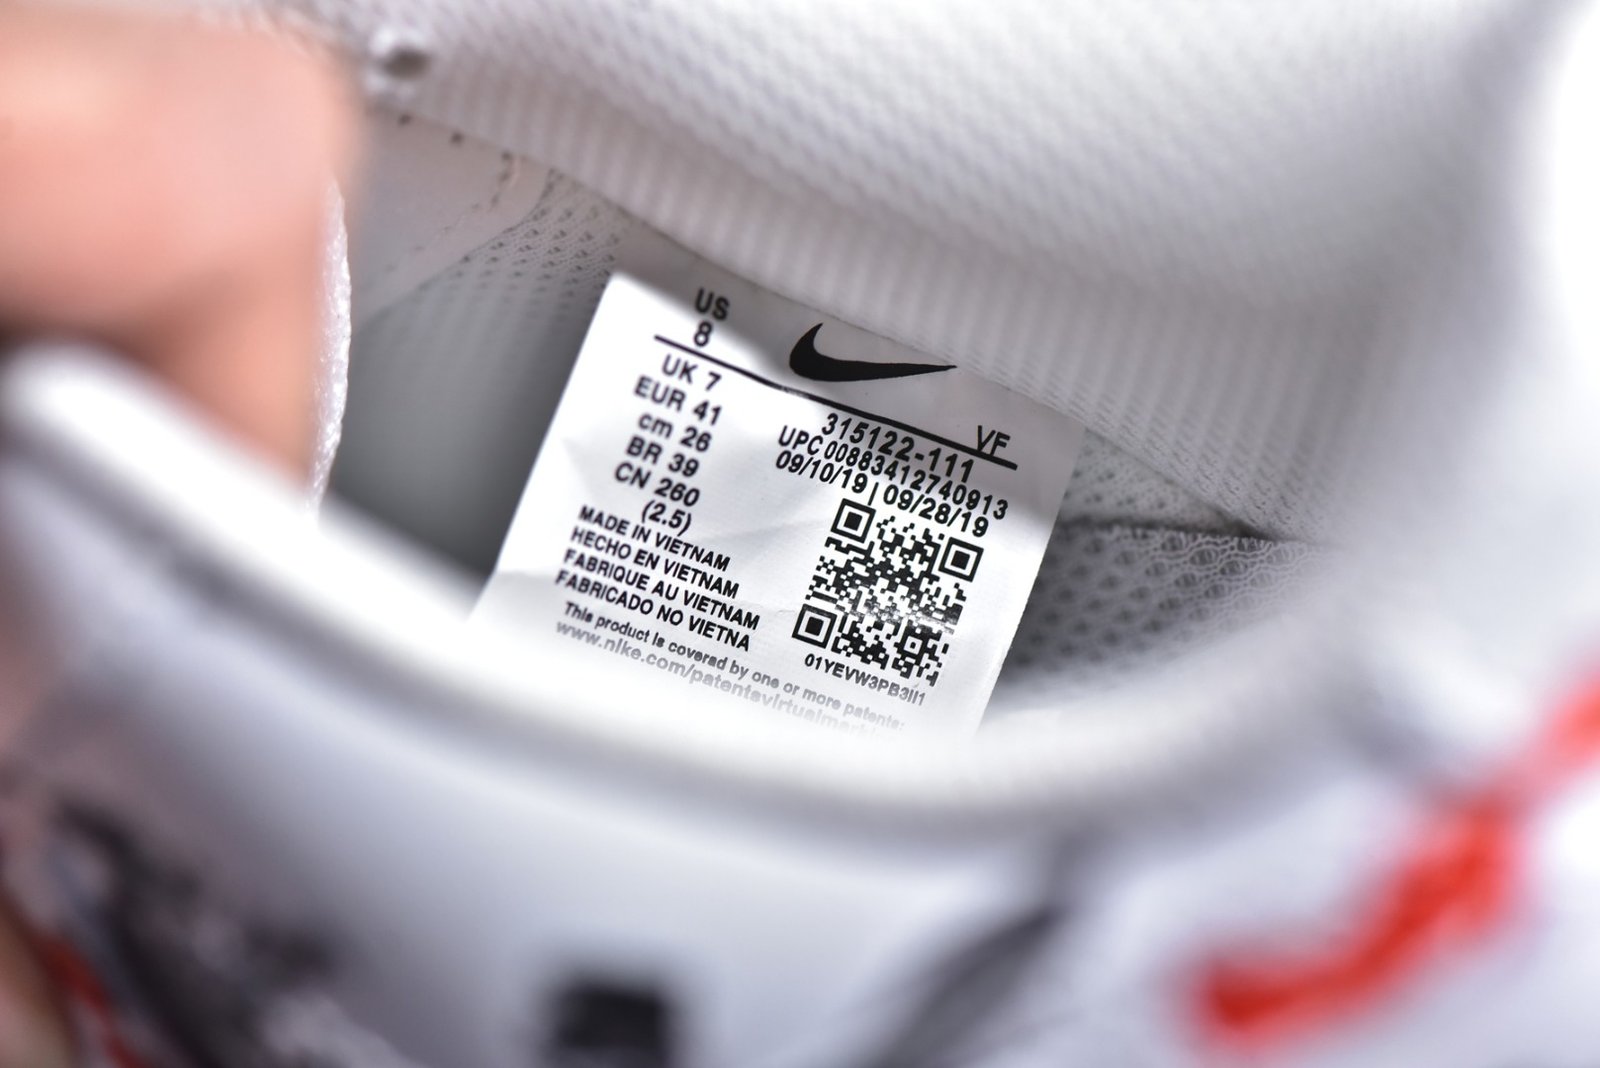 US
8
UK 7
EUR 41
cm 26
BR 39
CN 260
(2.5)
VF
315122-111
UPC 00883412740913
09/10/19 | 09/28/19
MADE IN VIETNAM
HECHO EN VIETNAM
FABRIQUE AU VIETNAM
FABRICADO NO VIETNA
01YEVW3PB3II1
This product is covered by one or more patents:
www.nike.com/patentsvirtualmarki